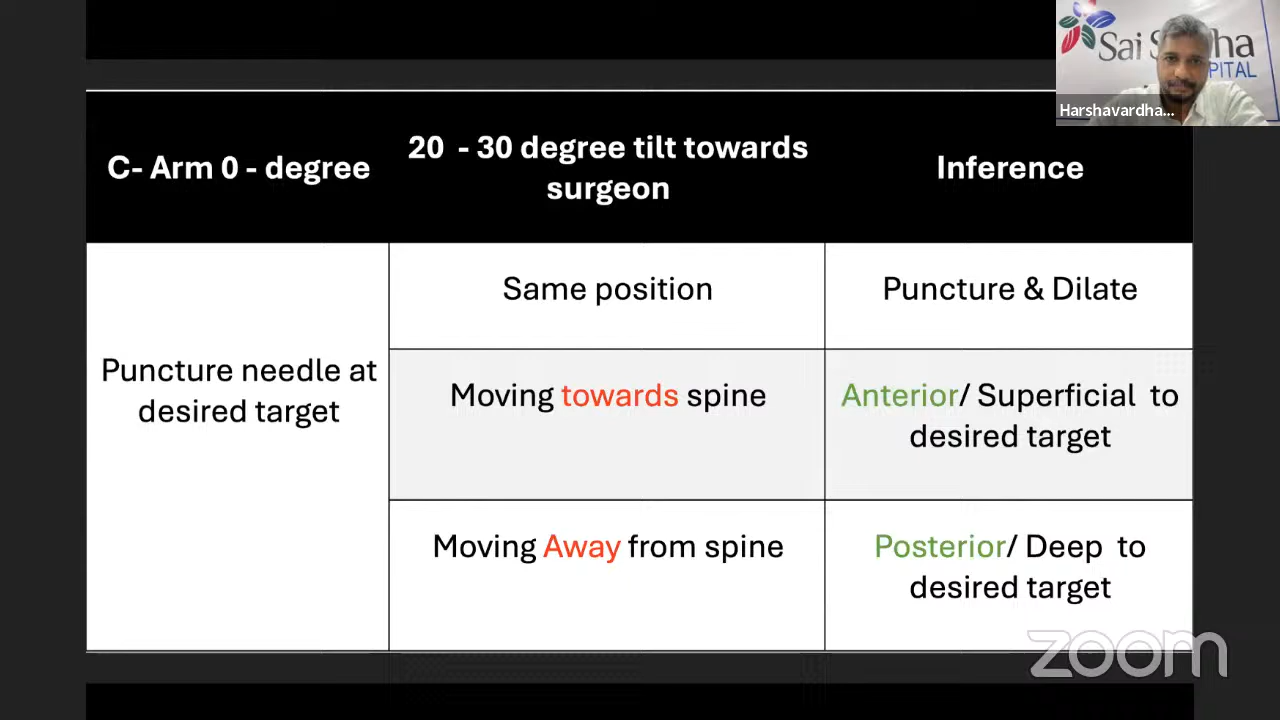 C- Arm 0 - degree
20 - 30 degree tilt towards
surgeon
Inference
Puncture needle at
desired target
Same position
Puncture & Dilate
Moving towards spine
Anterior/ Superficial to
desired target
Moving Away from spine
Posterior/ Deep to
desired target
Sai
ha
PITAL
Harshavardha...
zoom